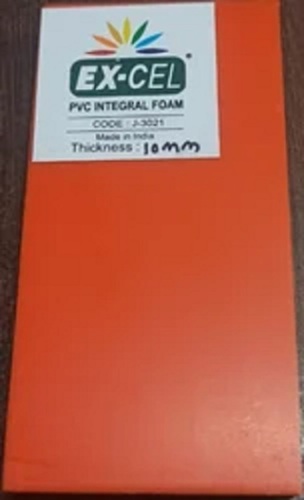 EX-CEL
PVC INTEGRAL FOAM
CODE : J-3021
Made in India
Thickness : 10mm